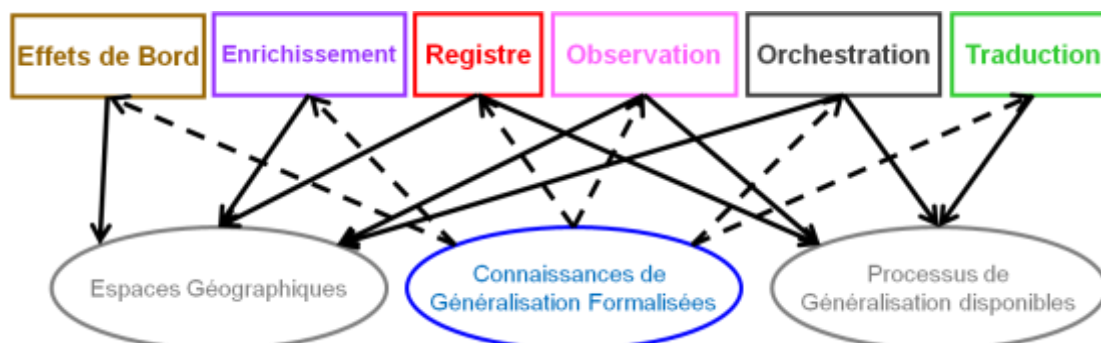 Effets de Bord
Enrichissement
Registre
Observation
Orchestration
Traduction
Espaces Géographiques
Connaissances de
Généralisation Formalisées
Processus de
Généralisation disponibles